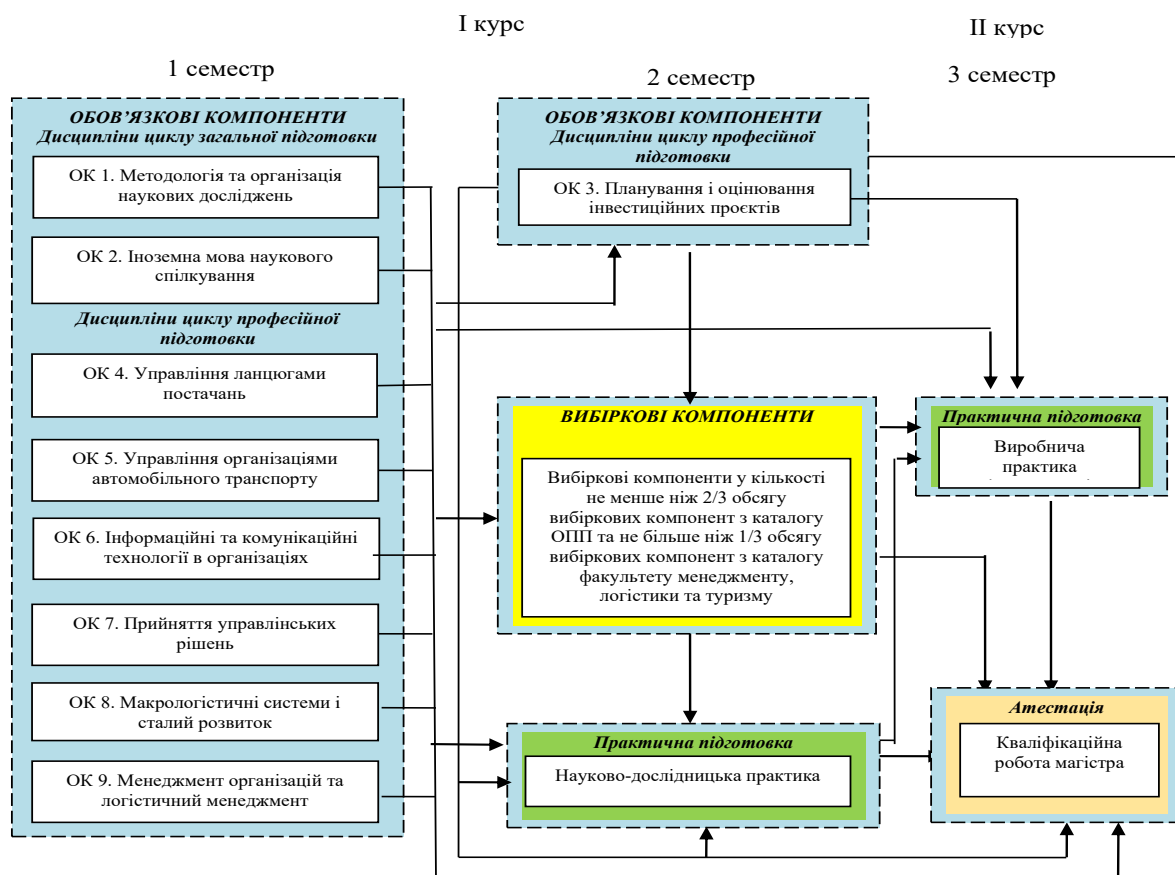 І курс
ІІ курс
1 семестр
2 семестр
3 семестр
ОБОВ’ЯЗКОВІ КОМПОНЕНТИ
Дисципліни циклу загальної підготовки
ОК 1. Методологія та організація
наукових досліджень
ОК 2. Іноземна мова наукового
спілкування
Дисципліни циклу професійної
підготовки
ОК 4. Управління ланцюгами
постачань
ОК 5. Управління організаціями
автомобільного транспорту
ОК 6. Інформаційні та комунікаційні
технології в організаціях
ОК 7. Прийняття управлінських
рішень
ОК 8. Макрологістичні системи і
сталий розвиток
ОК 9. Менеджмент організацій та
логістичний менеджмент
ОБОВ’ЯЗКОВІ КОМПОНЕНТИ
Дисципліни циклу професійної
підготовки
ОК 3. Планування і оцінювання
інвестиційних проєктів
ВИБІРКОВІ КОМПОНЕНТИ
Вибіркові компоненти у кількості
не менше ніж 2/3 обсягу
вибіркових компонент з каталогу
ОПП та не більше ніж 1/3 обсягу
вибіркових компонент з каталогу
факультету менеджменту,
логістики та туризму
Практична підготовка
Науково-дослідницька практика
Практична підготовка
Виробнича
практика
Атестація
Кваліфікаційна
робота магістра